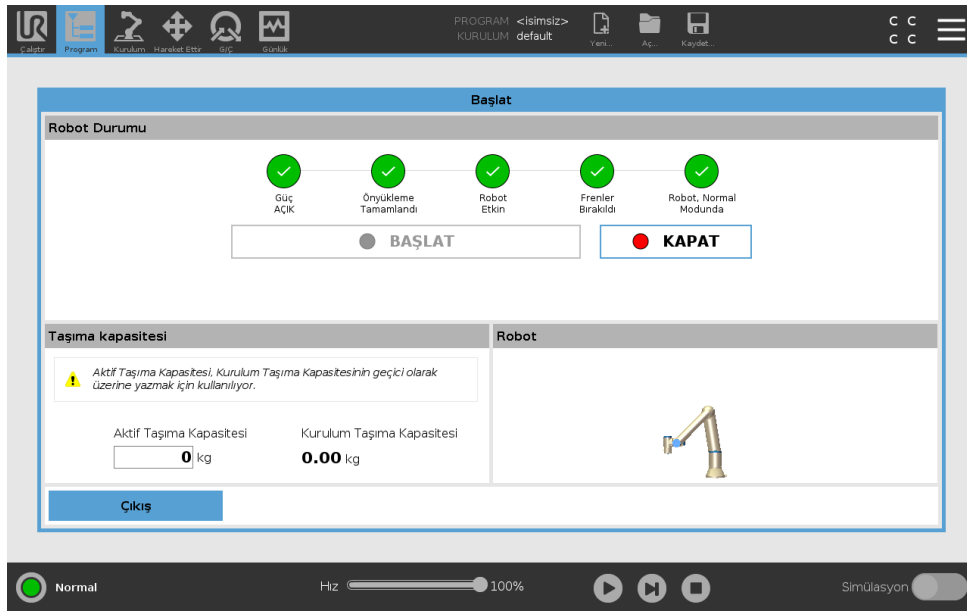 UR
PROGRAM <isimsiz>
KURULUM default
C C
C C
Çalıştır Program Kurulum Hareket Ettir G/Ç Günlük Yeni... Aç... Kaydet...
Başlat
Robot Durumu
Güç
AÇIK
Önyükleme
Tamamlandı
Robot
Etkin
Frenler
Bırakıldı
Robot, Normal
Modunda
BAŞLAT
KAPAT
Taşıma kapasitesi
Robot
Aktif Taşıma Kapasitesi, Kurulum Taşıma Kapasitesinin geçici olarak
üzerine yazmak için kullanılıyor.
Aktif Taşıma Kapasitesi
Kurulum Taşıma Kapasitesi
0 kg
0.00 kg
Çıkış
Normal
Hız
100%
Simülasyon